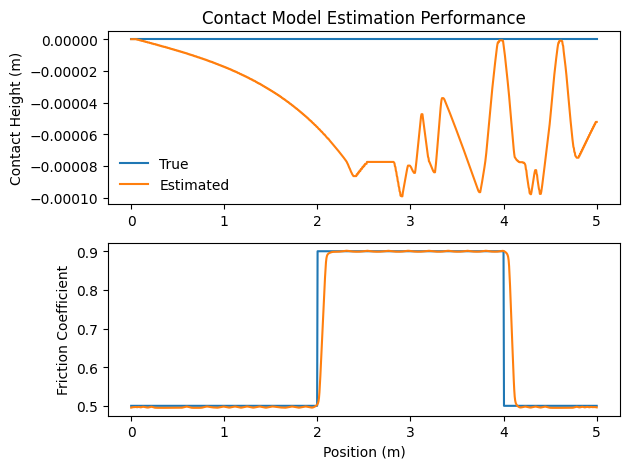 Contact Model Estimation Performance
Contact Height (m)
0.00000
−0.00002
−0.00004
−0.00006
−0.00008
−0.00010
True
Estimated
0 1 2 3 4 5
Friction Coefficient
0.9
0.8
0.7
0.6
0.5
0 1 2 3 4 5
Position (m)